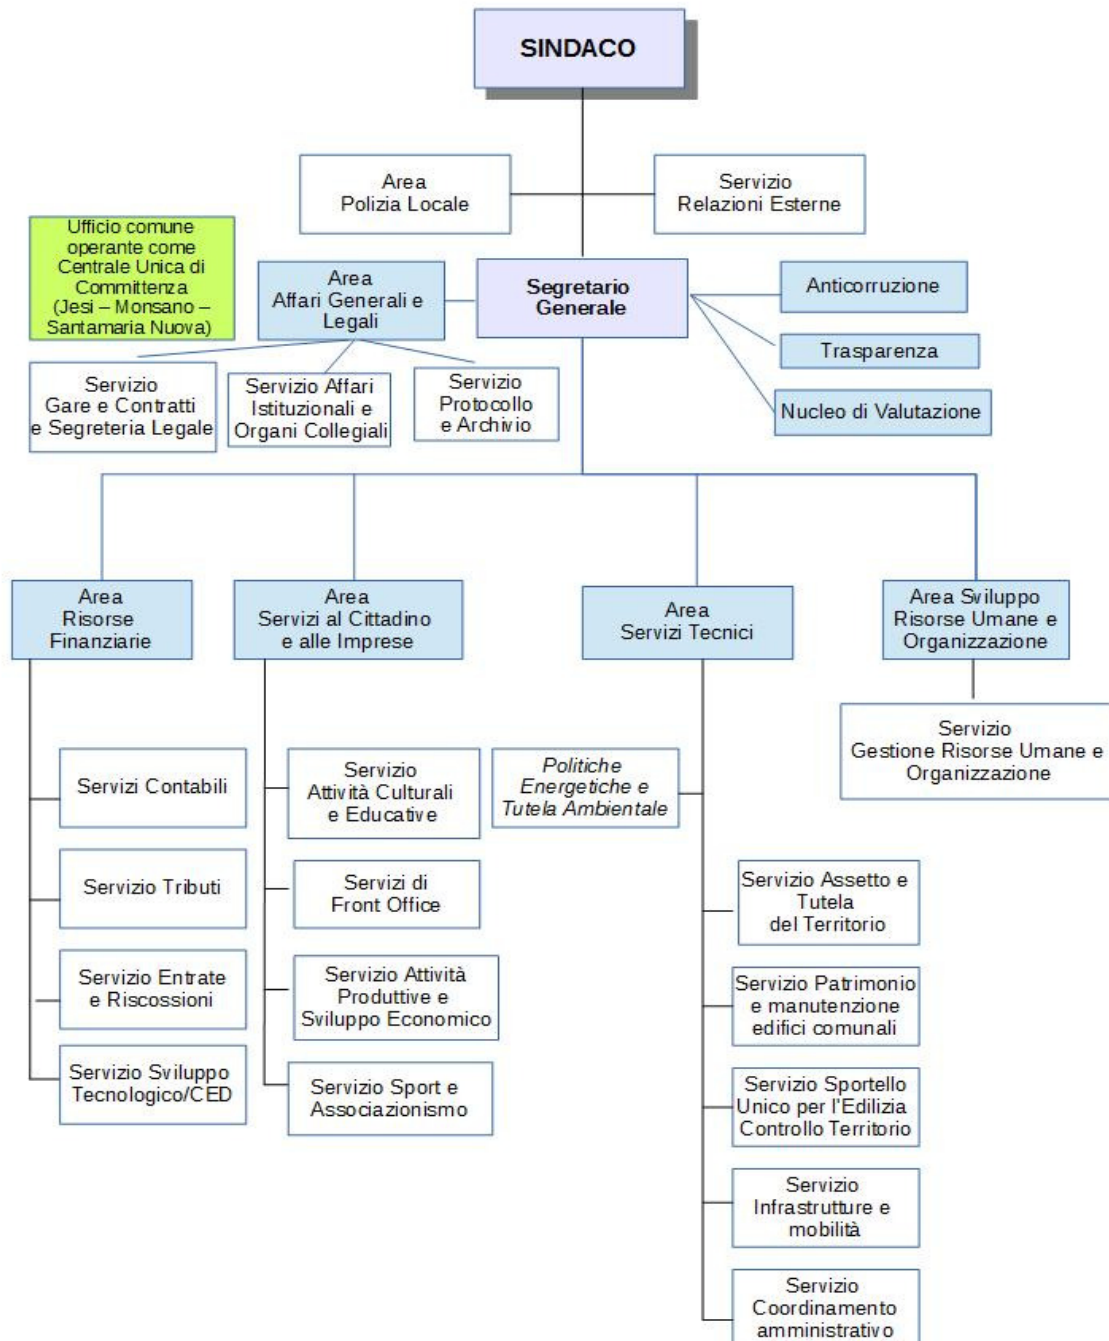 SINDACO
Area
Polizia Locale
Servizio
Relazioni Esterne
Ufficio comune
operante come
Centrale Unica di
Committenza
(Jesi – Monsano –
Santamaria Nuova)
Area
Affari Generali e
Legali
Segretario
Generale
Anticorruzione
Trasparenza
Nucleo di Valutazione
Servizio
Gare e Contratti
e Segreteria Legale
Servizio Affari
Istituzionali e
Organi Collegiali
Servizio
Protocollo
e Archivio
Area
Risorse
Finanziarie
Area
Servizi al Cittadino
e alle Imprese
Area
Servizi Tecnici
Area Sviluppo
Risorse Umane e
Organizzazione
Servizi Contabili
Servizio Tributi
Servizio Entrate
e Riscossioni
Servizio Sviluppo
Tecnologico/CED
Servizio
Attività Culturali
e Educative
Servizi di
Front Office
Servizio Attività
Produttive e
Sviluppo Economico
Servizio Sport e
Associazionismo
Politiche
Energetiche e
Tutela Ambientale
Servizio Assetto e
Tutela
del Territorio
Servizio Patrimonio
e manutenzione
edifici comunali
Servizio Sportello
Unico per l'Edilizia
Controllo Territorio
Servizio
Infrastrutture e
mobilità
Servizio
Coordinamento
amministrativo
Servizio
Gestione Risorse Umane e
Organizzazione